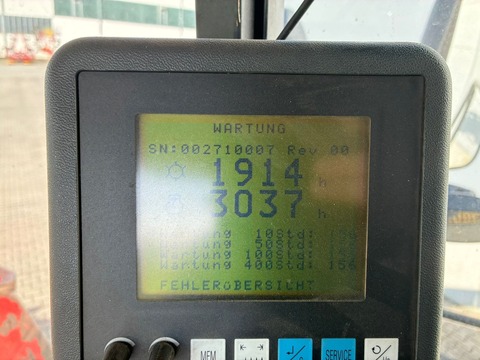 WARTUNG
SN:002710007 Rev.00
1914 h
3037 h
Wartung 10Std:
Wartung 50Std:
Wartung 100Std:
Wartung 400Std: 156
FEHLERüBERSICHT
MEM
SERVICE